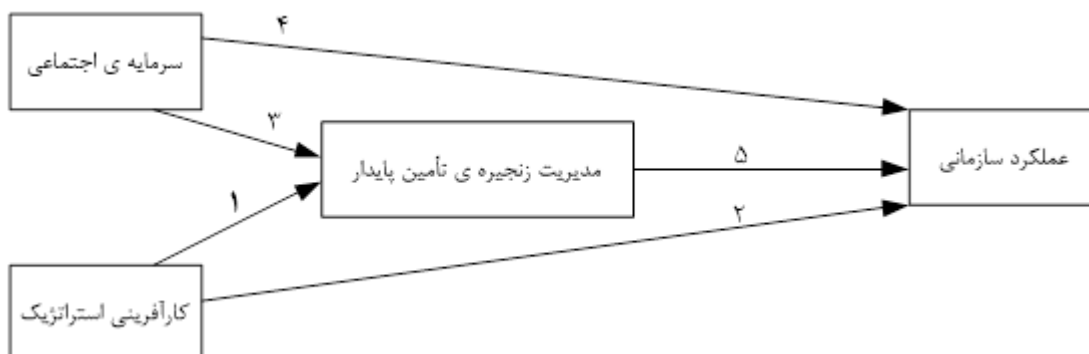 ۴
سرمایه ی اجتماعی
۳
عملکرد سازمانی
۵
مدیریت زنجیره ی تأمین پایدار
۱
۲
کارآفرینی استراتژیک